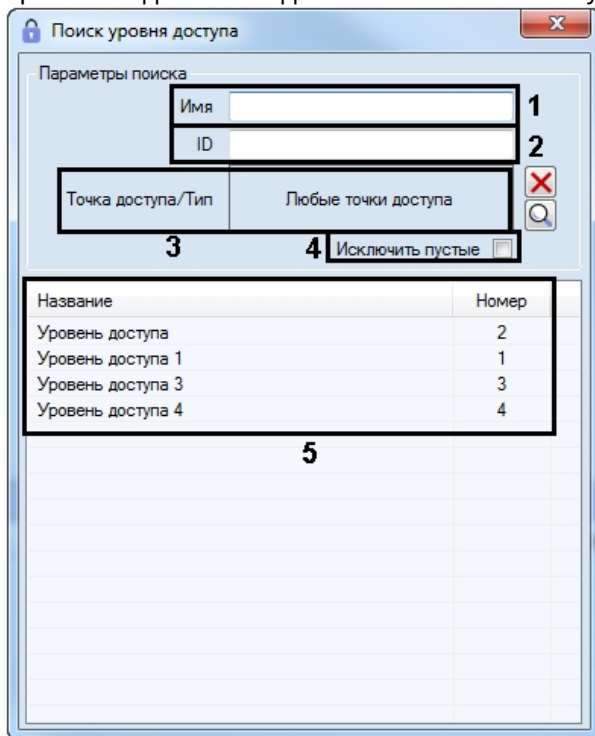 Поиск уровня доступа
Параметры поиска
Имя
1
ID
2
Точка доступа/Тип Любые точки доступа
3
4 Исключить пустые
Название Номер
Уровень доступа 2
Уровень доступа 1 1
Уровень доступа 3 3
Уровень доступа 4 4
5